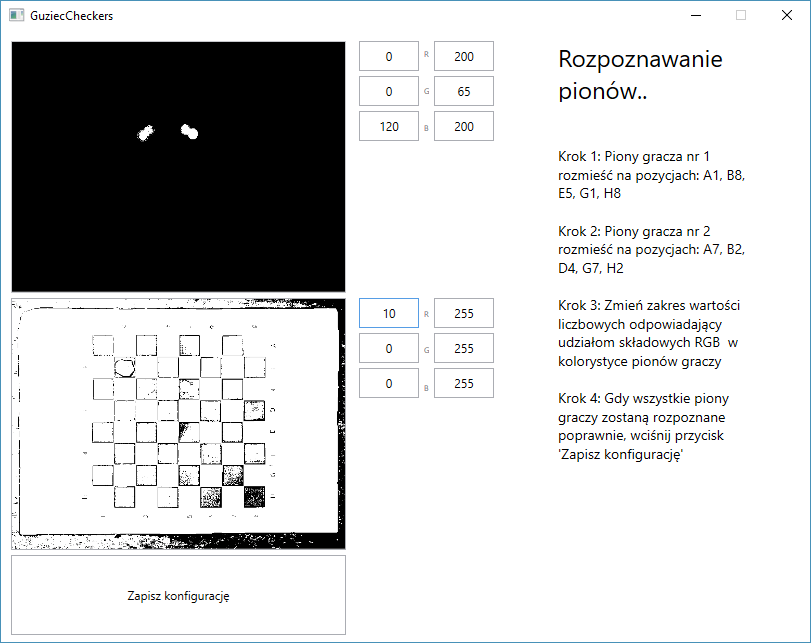 GuziecCheckers
0 R 200
0 G 65
120 B 200
10 R 255
0 G 255
0 B 255
Zapisz konfigurację
Rozpoznawanie
pionów..
Krok 1: Piony gracza nr 1
rozmieść na pozycjach: A1, B8,
E5, G1, H8
Krok 2: Piony gracza nr 2
rozmieść na pozycjach: A7, B2,
D4, G7, H2
Krok 3: Zmień zakres wartości
liczbowych odpowiadający
udziałom składowych RGB  w
kolorystyce pionów graczy
Krok 4: Gdy wszystkie piony
graczy zostaną rozpoznane
poprawnie, wciśnij przycisk
'Zapisz konfigurację'